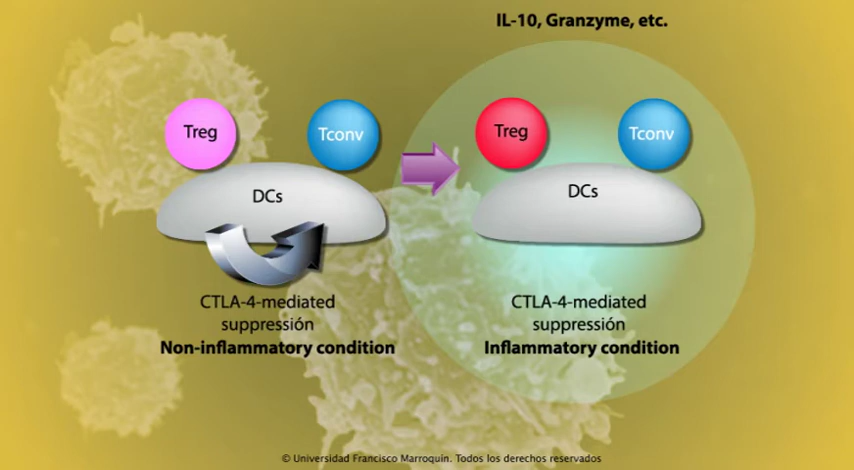 IL-10, Granzyme, etc.
Treg
Tconv
DCs
CTLA-4-mediated
suppressión
Non-inflammatory condition
Treg
Tconv
DCs
CTLA-4-mediated
suppressión
Inflammatory condition
© Universidad Francisco Marroquín. Todos los derechos reservados